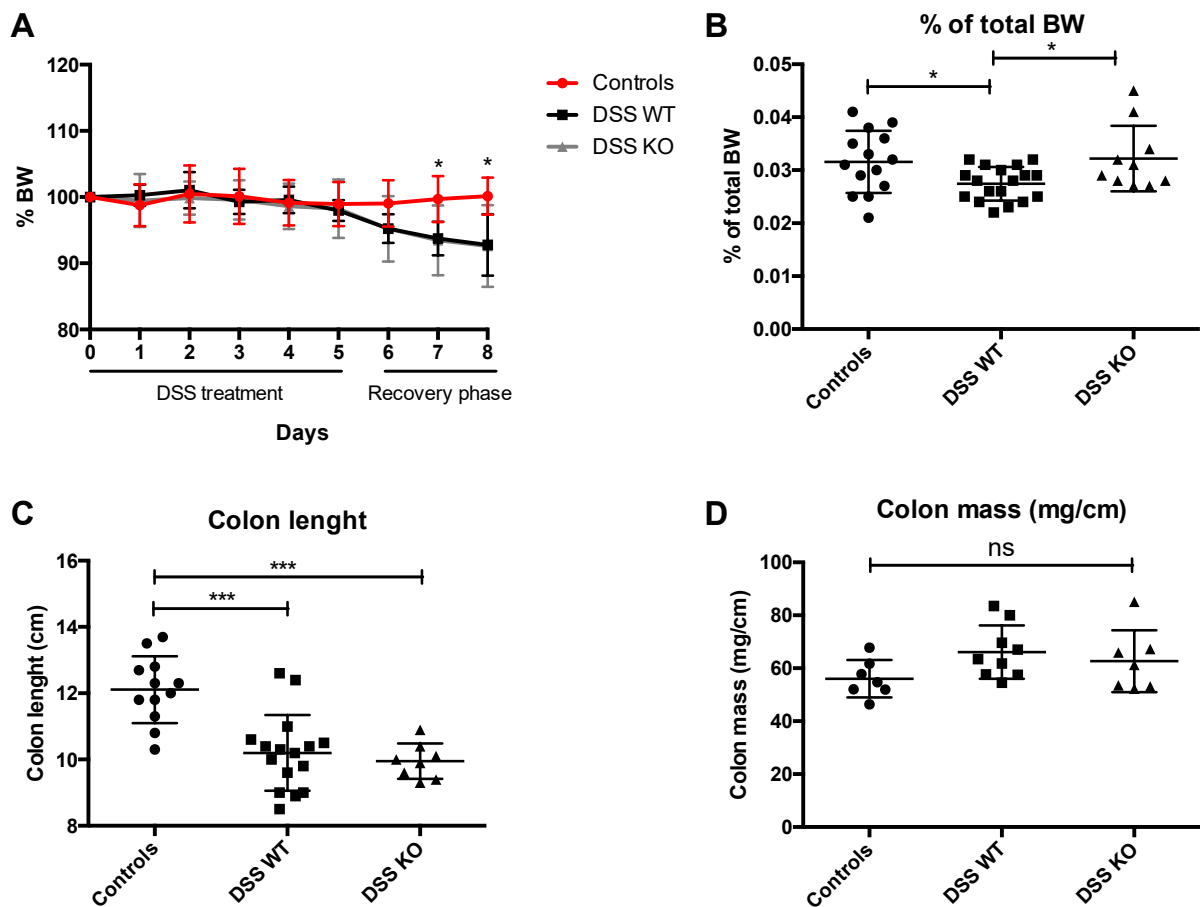 A
120
110
100
90
80
% BW
*
*
0 1 2 3 4 5 6 7 8
DSS treatment
Recovery phase
Days
Controls
DSS WT
DSS KO
B
% of total BW
*
*
0.05
0.04
0.03
0.02
0.01
0.00
% of total BW
Controls
DSS WT
DSS KO
C
Colon lenght
16
14
12
10
8
Colon lenght (cm)
***
***
Controls
DSS WT
DSS KO
D
Colon mass (mg/cm)
ns
100
80
60
40
20
0
Colon mass (mg/cm)
Controls
DSS WT
DSS KO